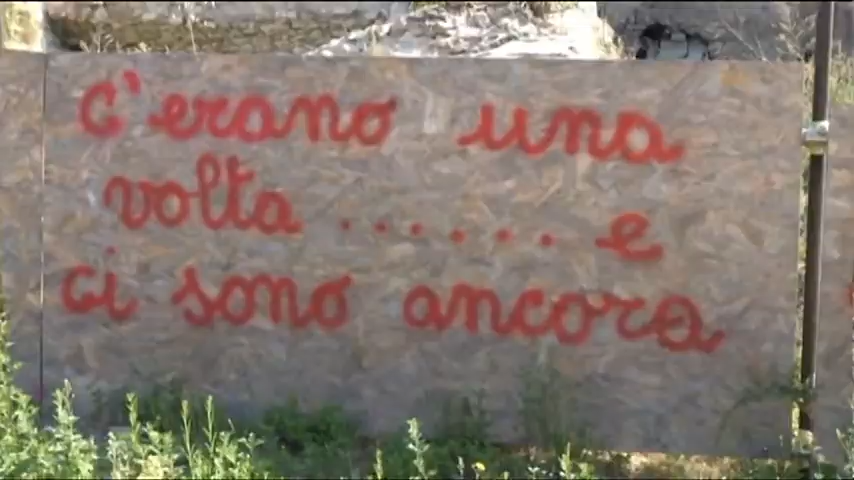 c'erano una
volta ...... e
ci sono ancora